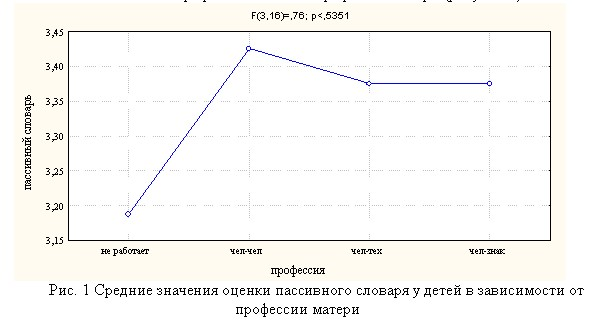 F(3,16)=,76; p<,5351
пассивный словарь
3,45
3,40
3,35
3,30
3,25
3,20
3,15
не работает чел-чел чел-тех чел-знак
профессия
Рис. 1 Средние значения оценки пассивного словаря у детей в зависимости от
профессии матери